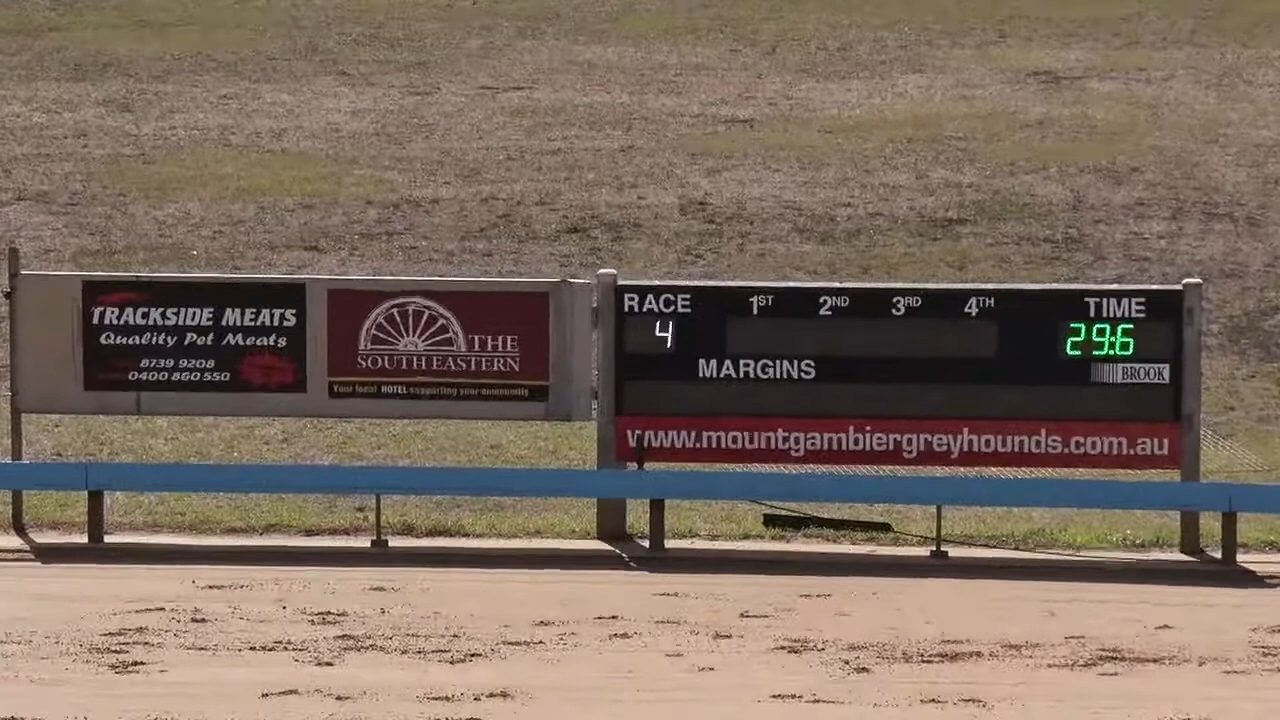 TRACKSIDE MEATS
Quality Pet Meats
8739 9208
0400 860 550
THE
SOUTH EASTERN
Your local HOTEL supporting your community
RACE 1ST 2ND 3RD 4TH TIME
4 29:6
MARGINS
BROOK
www.mountgambiergreyhounds.com.au